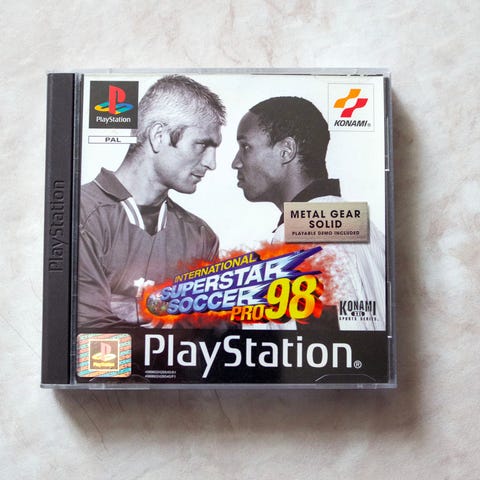 PlayStation
PlayStation
PAL
KONAMI
METAL GEAR
SOLID
PLAYABLE DEMO INCLUDED
INTERNATIONAL
SUPERSTAR
SOCCER
PRO 98
KONAMI
XXL
SPORTS SERIES
PlayStation®